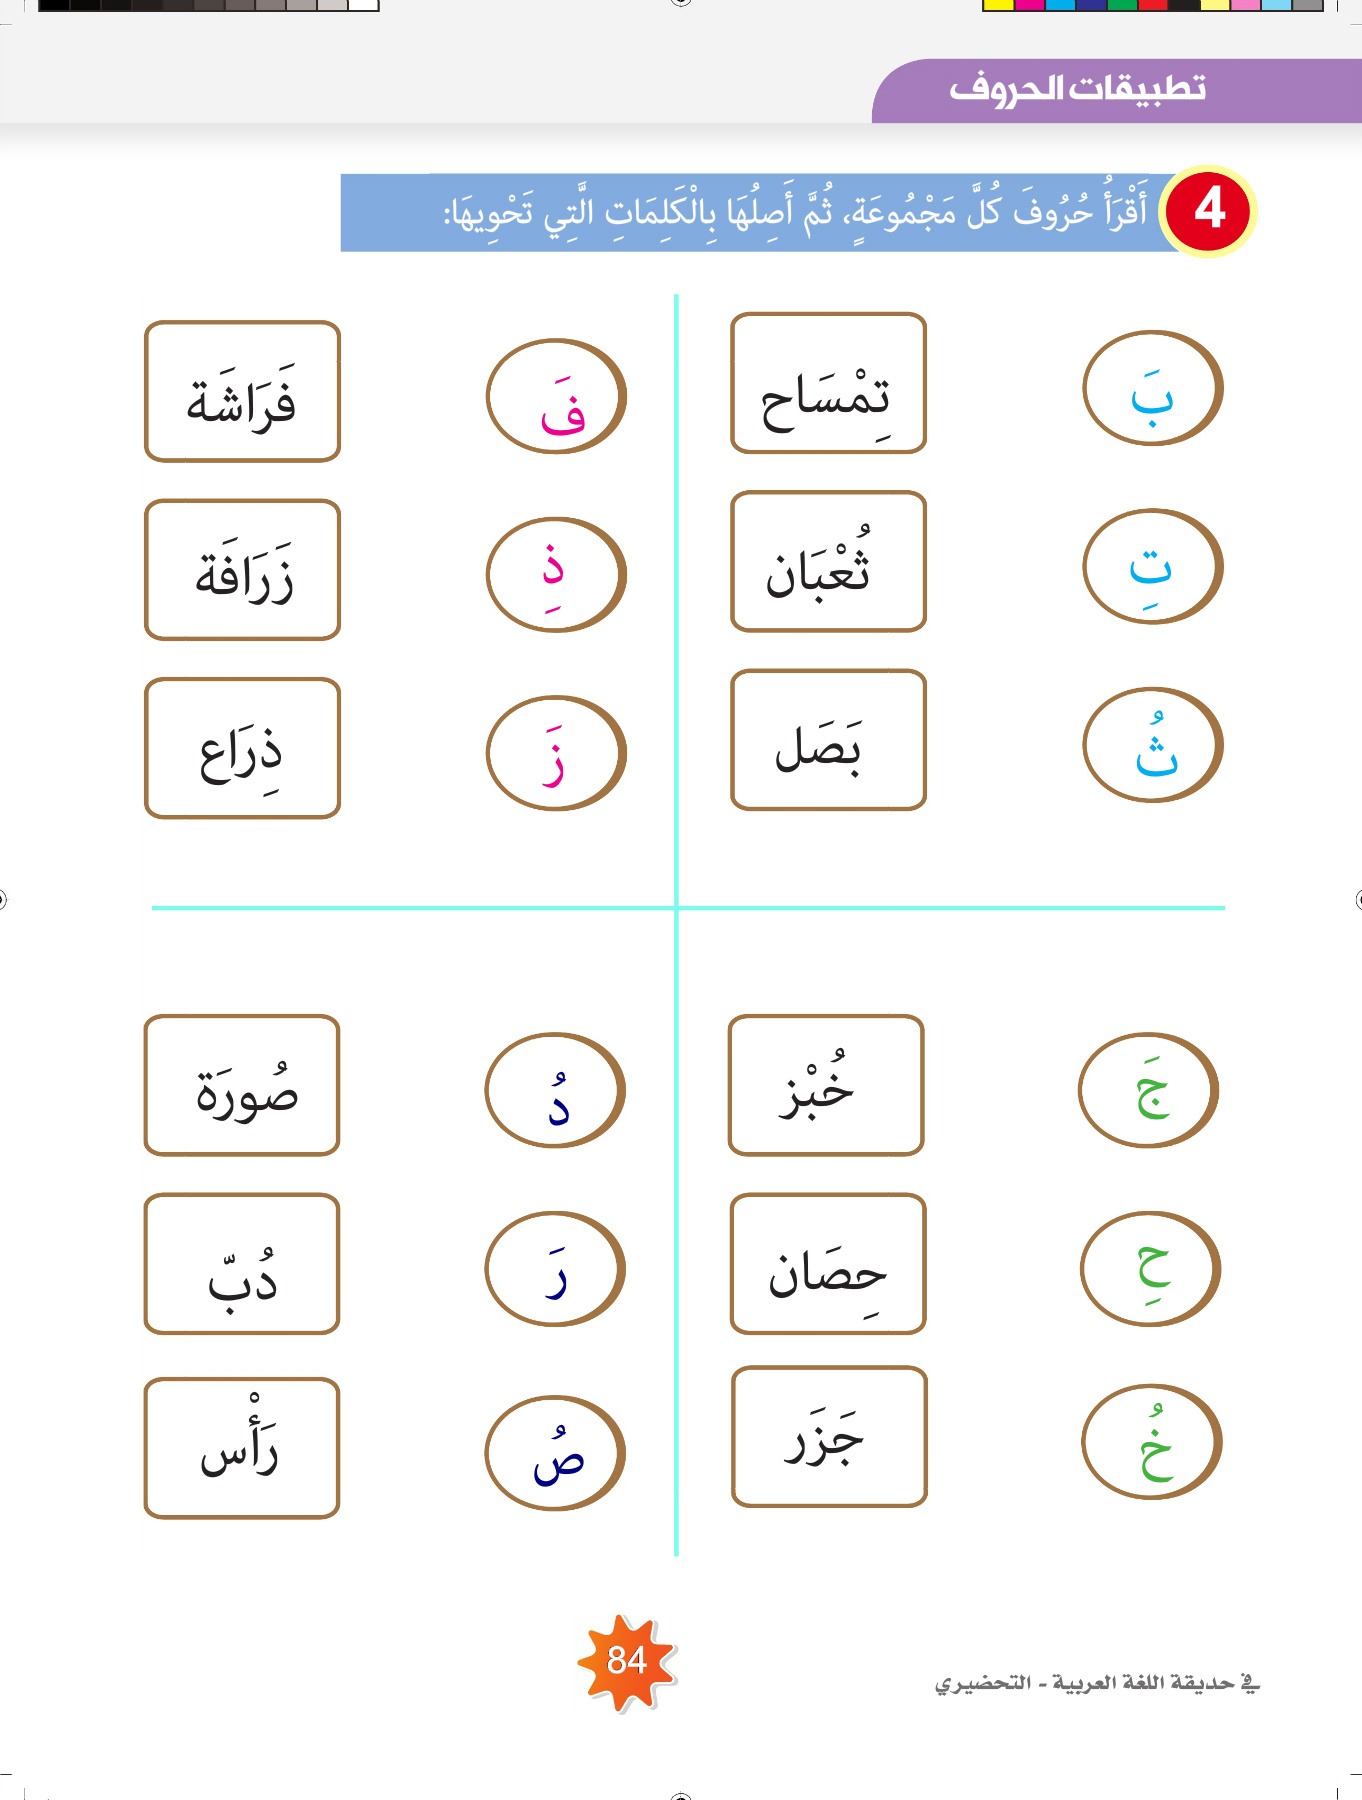 تطبيقات الحروف
4 أَقْرَأُ حُرُوفَ كُلَّ مَجْمُوعَةٍ، ثُمَّ أَصِلُهَا بِالْكَلِمَاتِ الَّتِي تَحْوِيهَا:
بَ تِمْسَاح
تِ ثُعْبَان
ثُ بَصَل
فَ فَرَاشَة
ذِ زَرَافَة
زَ ذِرَاع
جَ خُبْز
حِ حِصَان
خُ جَزَر
دُ صُورَة
رَ دُبّ
صُ رَأْس
84
في حديقة اللغة العربية - التحضيري